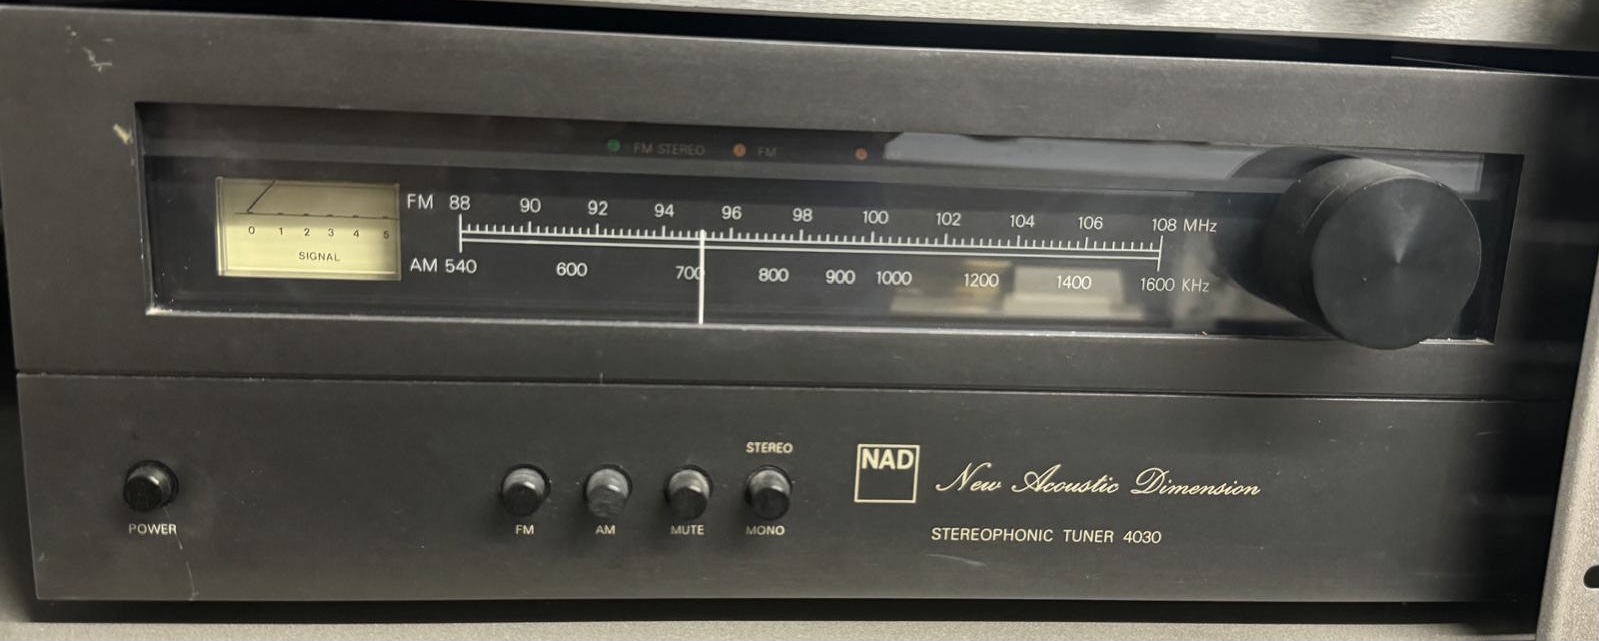 FM STEREO FM
FM 88 90 92 94 96 98 100 102 104 106 108 MHz
0 1 2 3 4 5
SIGNAL
AM 540 600 700 800 900 1000 1200 1400 1600 KHz
STEREO
POWER FM AM MUTE MONO
NAD New Acoustic Dimension
STEREOPHONIC TUNER 4030